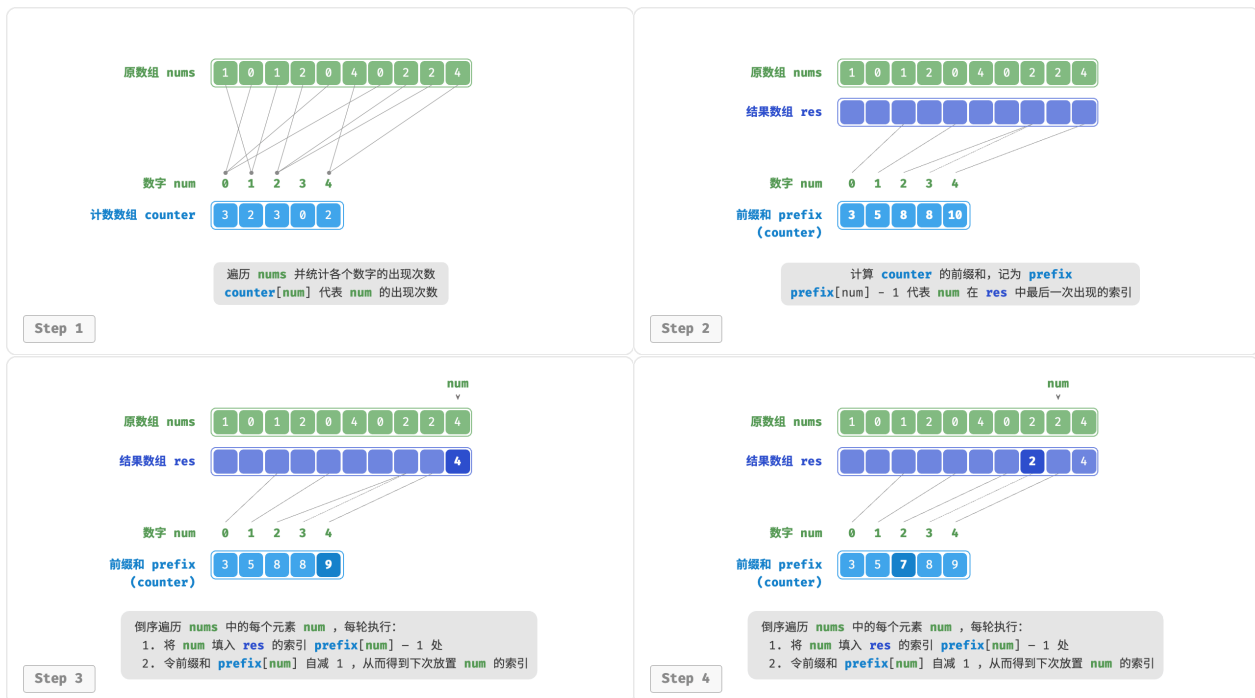 原数组 nums 1 0 1 2 0 4 0 2 2 4
数字 num 0 1 2 3 4
计数数组 counter 3 2 3 0 2
遍历 nums 并统计各个数字的出现次数
counter[num] 代表 num 的出现次数
Step 1
原数组 nums 1 0 1 2 0 4 0 2 2 4
结果数组 res
数字 num 0 1 2 3 4
前缀和 prefix 3 5 8 8 10
(counter)
计算 counter 的前缀和，记为 prefix
prefix[num] - 1 代表 num 在 res 中最后一次出现的索引
Step 2
num
原数组 nums 1 0 1 2 0 4 0 2 2 4
结果数组 res 4
数字 num 0 1 2 3 4
前缀和 prefix 3 5 8 8 9
(counter)
倒序遍历 nums 中的每个元素 num ，每轮执行：
1. 将 num 填入 res 的索引 prefix[num] - 1 处
2. 令前缀和 prefix[num] 自减 1 ，从而得到下次放置 num 的索引
Step 3
num
原数组 nums 1 0 1 2 0 4 0 2 2 4
结果数组 res 2 4
数字 num 0 1 2 3 4
前缀和 prefix 3 5 7 8 9
(counter)
倒序遍历 nums 中的每个元素 num ，每轮执行：
1. 将 num 填入 res 的索引 prefix[num] - 1 处
2. 令前缀和 prefix[num] 自减 1 ，从而得到下次放置 num 的索引
Step 4